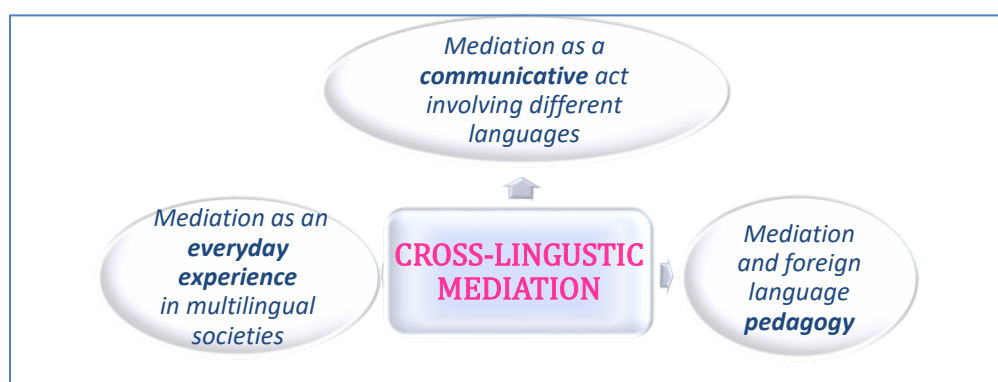 Mediation as a
communicative act
involving different
languages
Mediation as an
everyday
experience
in multilingual
societies
CROSS-LINGUSTIC
MEDIATION
Mediation
and foreign
language
pedagogy